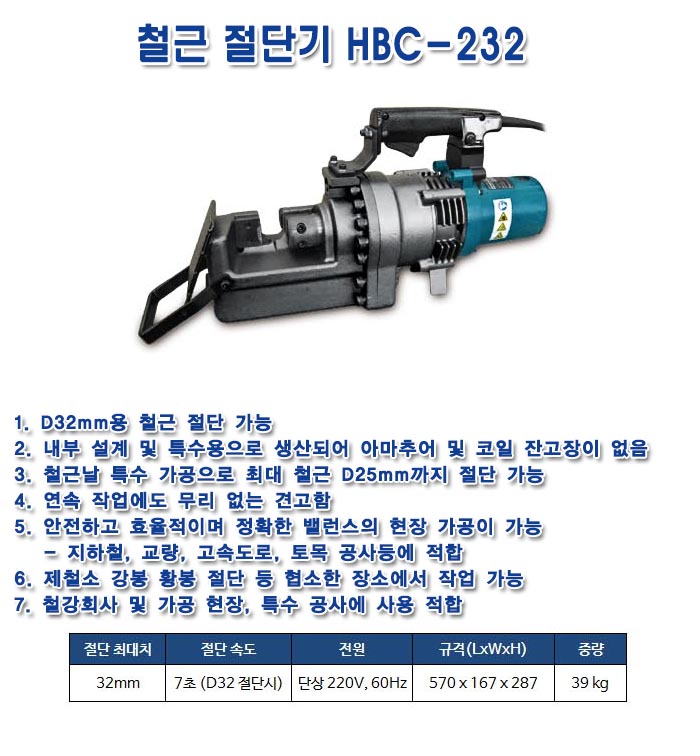 철근 절단기 HBC-232
1. D32mm용 철근 절단 가능
2. 내부 설계 및 특수용으로 생산되어 아마추어 및 코일 잔고장이 없음
3. 철근날 특수 가공으로 최대 철근 D25mm까지 절단 가능
4. 연속 작업에도 무리 없는 견고함
5. 안전하고 효율적이며 정확한 밸런스의 현장 가공이 가능
- 지하철, 교량, 고속도로, 토목 공사등에 적합
6. 제철소 강봉 황봉 절단 등 협소한 장소에서 작업 가능
7. 철강회사 및 가공 현장, 특수 공사에 사용 적합
절단 최대치 절단 속도 전원 규격(LxWxH) 중량
32mm 7초 (D32 절단시) 단상 220V, 60Hz 570 x 167 x 287 39 kg